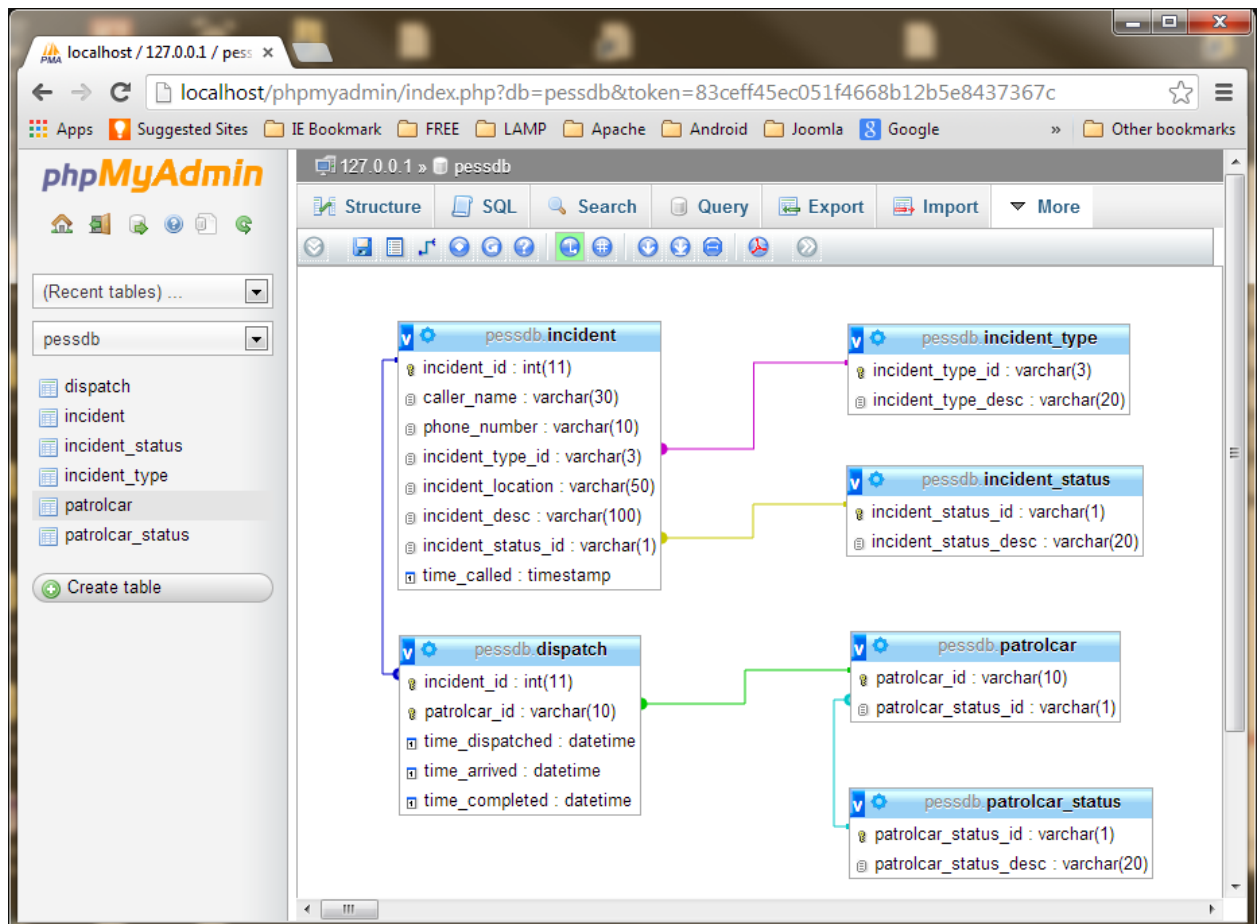 localhost / 127.0.0.1 / pess
localhost/phpmyadmin/index.php?db=pessdb&token=83ceff45ec051f4668b12b5e8437367c
Apps Suggested Sites IE Bookmark FREE LAMP Apache Android Joomla Google » Other bookmarks
phpMyAdmin
127.0.0.1 » pessdb
Structure SQL Search Query Export Import More
(Recent tables) ...
pessdb
dispatch
incident
incident_status
incident_type
patrolcar
patrolcar_status
Create table
pessdb.incident
incident_id : int(11)
caller_name : varchar(30)
phone_number : varchar(10)
incident_type_id : varchar(3)
incident_location : varchar(50)
incident_desc : varchar(100)
incident_status_id : varchar(1)
time_called : timestamp
pessdb.incident_type
incident_type_id : varchar(3)
incident_type_desc : varchar(20)
pessdb.incident_status
incident_status_id : varchar(1)
incident_status_desc : varchar(20)
pessdb.dispatch
incident_id : int(11)
patrolcar_id : varchar(10)
time_dispatched : datetime
time_arrived : datetime
time_completed : datetime
pessdb.patrolcar
patrolcar_id : varchar(10)
patrolcar_status_id : varchar(1)
pessdb.patrolcar_status
patrolcar_status_id : varchar(1)
patrolcar_status_desc : varchar(20)